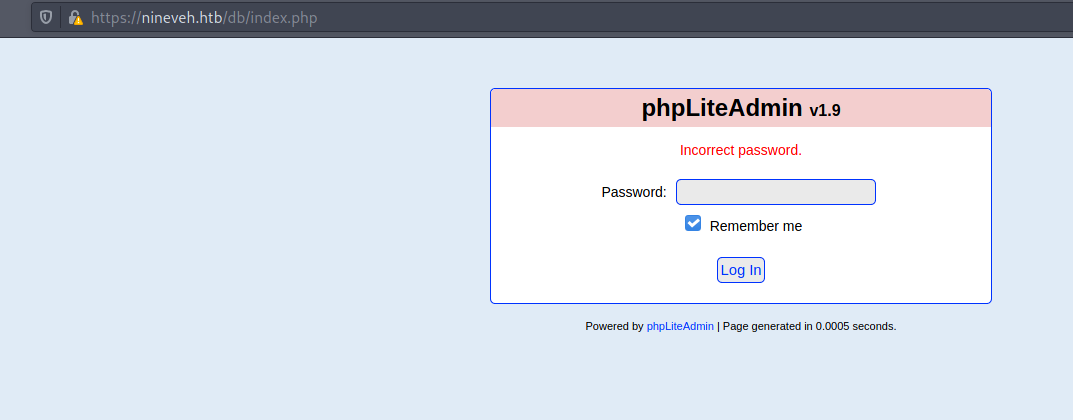 https://nineveh.htb/db/index.php
phpLiteAdmin v1.9
Incorrect password.
Password:
Remember me
Log In
Powered by phpLiteAdmin | Page generated in 0.0005 seconds.